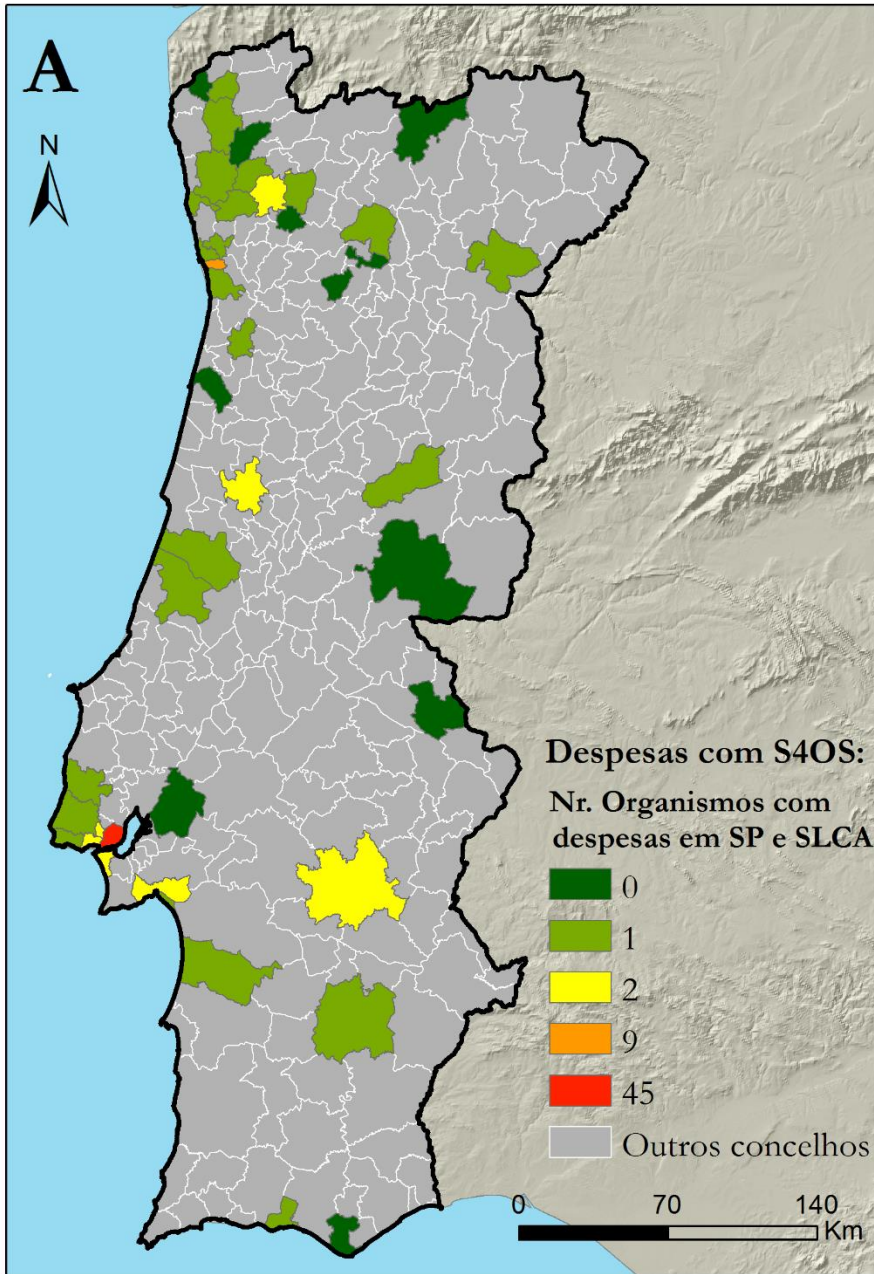 A
N
Despesas com S4OS:
Nr. Organismos com
despesas em SP e SLCA
0
1
2
9
45
Outros concelhos
0 70 140
Km